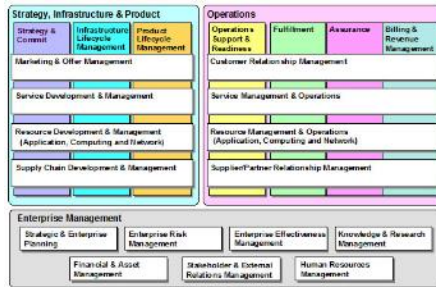 Strategy, Infrastructure & Product
Strategy &
Commit
Infrastructure
Lifecycle
Management
Product
Lifecycle
Management
Marketing & Offer Management
Service Development & Management
Resource Development & Management
(Application, Computing and Network)
Supply Chain Development & Management
Operations
Operations
Support &
Readiness
Fulfillment
Assurance
Billing &
Revenue
Management
Customer Relationship Management
Service Management & Operations
Resource Management & Operations
(Application, Computing and Network)
Supplier/Partner Relationship Management
Enterprise Management
Strategic & Enterprise
Planning
Enterprise Risk
Management
Enterprise Effectiveness
Management
Knowledge & Research
Management
Financial & Asset
Management
Stakeholder & External
Relations Management
Human Resources
Management